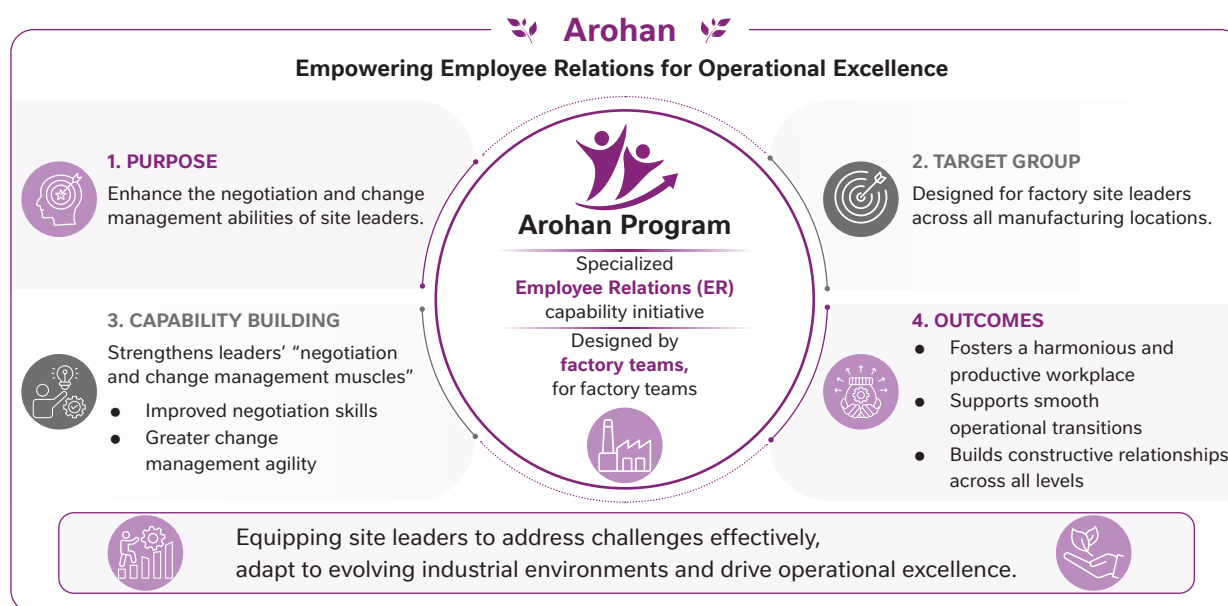 Arohan
Empowering Employee Relations for Operational Excellence
1. PURPOSE
Enhance the negotiation and change
management abilities of site leaders.
Arohan Program
Specialized
Employee Relations (ER)
capability initiative
Designed by
factory teams,
for factory teams
2. TARGET GROUP
Designed for factory site leaders
across all manufacturing locations.
3. CAPABILITY BUILDING
Strengthens leaders' “negotiation
and change management muscles”
● Improved negotiation skills
● Greater change
management agility
4. OUTCOMES
● Fosters a harmonious and
productive workplace
● Supports smooth
operational transitions
● Builds constructive relationships
across all levels
Equipping site leaders to address challenges effectively,
adapt to evolving industrial environments and drive operational excellence.